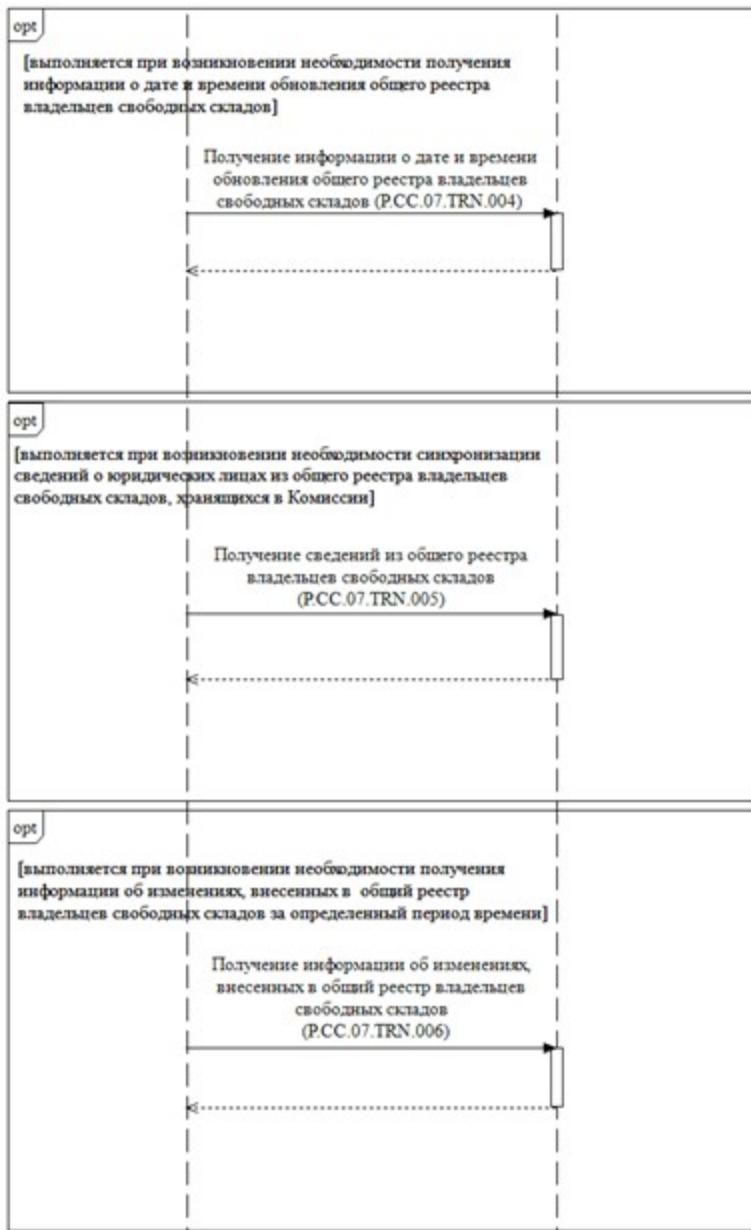 opt
[выполняется при возникновении необходимости получения
информации о дате и времени обновления общего реестра
владельцев свободных складов]
Получение информации о дате и времени
обновления общего реестра владельцев
свободных складов (P.CC.07.TRN.004)
opt
[выполняется при возникновении необходимости синхронизации
сведений о юридических лицах из общего реестра владельцев
свободных складов, хранящихся в Комиссии]
Получение сведений из общего реестра
владельцев свободных складов
(P.CC.07.TRN.005)
opt
[выполняется при возникновении необходимости получения
информации об изменениях, внесенных в общий реестр
владельцев свободных складов за определенный период времени]
Получение информации об изменениях,
внесенных в общий реестр владельцев
свободных складов
(P.CC.07.TRN.006)